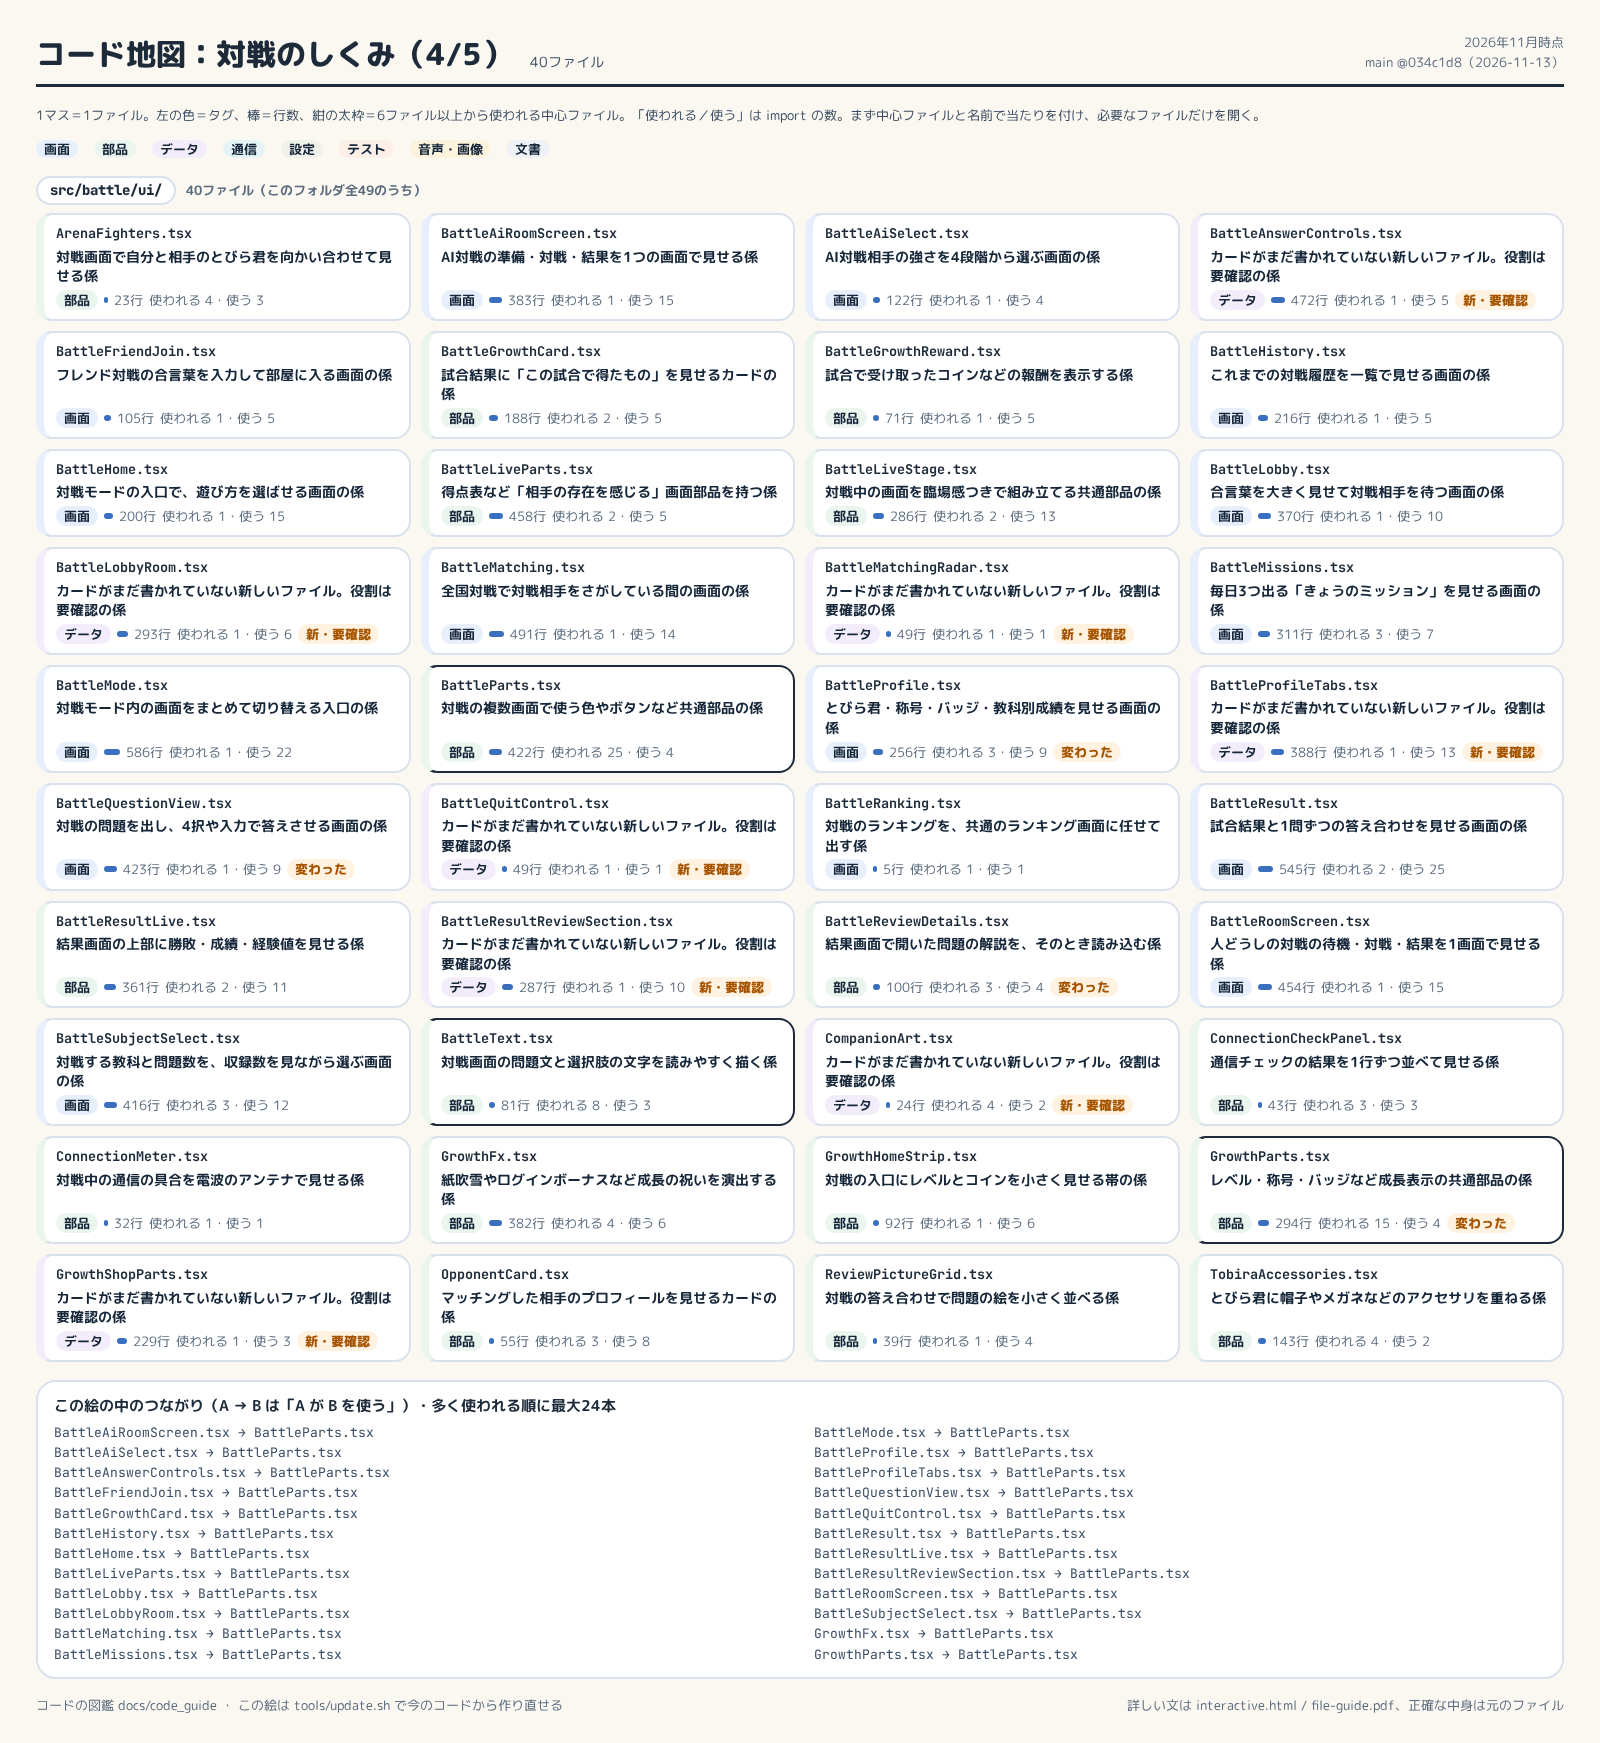 コード地図：対戦のしくみ（4/5） 40ファイル
2026年11月時点
main @034c1d8（2026-11-13）
1マス＝1ファイル。左の色＝タグ、棒＝行数、紺の太枠＝6ファイル以上から使われる中心ファイル。「使われる／使う」は import の数。まず中心ファイルと名前で当たりを付け、必要なファイルだけを開く。
画面 部品 データ 通信 設定 テスト 音声・画像 文書
src/battle/ui/ 40ファイル（このフォルダ全49のうち）
ArenaFighters.tsx
対戦画面で自分と相手のとびら君を向かい合わせて見
せる係
部品 23行 使われる 4・使う 3
BattleAiRoomScreen.tsx
AI対戦の準備・対戦・結果を1つの画面で見せる係
画面 383行 使われる 1・使う 15
BattleAiSelect.tsx
AI対戦相手の強さを4段階から選ぶ画面の係
画面 122行 使われる 1・使う 4
BattleAnswerControls.tsx
カードがまだ書かれていない新しいファイル。役割は
要確認の係
データ 472行 使われる 1・使う 5 新・要確認
BattleFriendJoin.tsx
フレンド対戦の合言葉を入力して部屋に入る画面の係
画面 105行 使われる 1・使う 5
BattleGrowthCard.tsx
試合結果に「この試合で得たもの」を見せるカードの
係
部品 188行 使われる 2・使う 5
BattleGrowthReward.tsx
試合で受け取ったコインなどの報酬を表示する係
部品 71行 使われる 1・使う 5
BattleHistory.tsx
これまでの対戦履歴を一覧で見せる画面の係
画面 216行 使われる 1・使う 5
BattleHome.tsx
対戦モードの入口で、遊び方を選ばせる画面の係
画面 200行 使われる 1・使う 15
BattleLiveParts.tsx
得点表など「相手の存在を感じる」画面部品を持つ係
部品 458行 使われる 2・使う 5
BattleLiveStage.tsx
対戦中の画面を臨場感つきで組み立てる共通部品の係
部品 286行 使われる 2・使う 13
BattleLobby.tsx
合言葉を大きく見せて対戦相手を待つ画面の係
画面 370行 使われる 1・使う 10
BattleLobbyRoom.tsx
カードがまだ書かれていない新しいファイル。役割は
要確認の係
データ 293行 使われる 1・使う 6 新・要確認
BattleMatching.tsx
全国対戦で対戦相手をさがしている間の画面の係
画面 491行 使われる 1・使う 14
BattleMatchingRadar.tsx
カードがまだ書かれていない新しいファイル。役割は
要確認の係
データ 49行 使われる 1・使う 1 新・要確認
BattleMissions.tsx
毎日3つ出る「きょうのミッション」を見せる画面の
係
画面 311行 使われる 3・使う 7
BattleMode.tsx
対戦モード内の画面をまとめて切り替える入口の係
画面 586行 使われる 1・使う 22
BattleParts.tsx
対戦の複数画面で使う色やボタンなど共通部品の係
部品 422行 使われる 25・使う 4
BattleProfile.tsx
とびら君・称号・バッジ・教科別成績を見せる画面の
係
画面 256行 使われる 3・使う 9 変わった
BattleProfileTabs.tsx
カードがまだ書かれていない新しいファイル。役割は
要確認の係
データ 388行 使われる 1・使う 13 新・要確認
BattleQuestionView.tsx
対戦の問題を出し、4択や入力で答えさせる画面の係
画面 423行 使われる 1・使う 9 変わった
BattleQuitControl.tsx
カードがまだ書かれていない新しいファイル。役割は
要確認の係
データ 49行 使われる 1・使う 1 新・要確認
BattleRanking.tsx
対戦のランキングを、共通のランキング画面に任せて
出す係
画面 5行 使われる 1・使う 1
BattleResult.tsx
試合結果と1問ずつの答え合わせを見せる画面の係
画面 545行 使われる 2・使う 25
BattleResultLive.tsx
結果画面の上部に勝敗・成績・経験値を見せる係
部品 361行 使われる 2・使う 11
BattleResultReviewSection.tsx
カードがまだ書かれていない新しいファイル。役割は
要確認の係
データ 287行 使われる 1・使う 10 新・要確認
BattleReviewDetails.tsx
結果画面で開いた問題の解説を、そのとき読み込む係
部品 100行 使われる 3・使う 4 変わった
BattleRoomScreen.tsx
人どうしの対戦の待機・対戦・結果を1画面で見せる
係
画面 454行 使われる 1・使う 15
BattleSubjectSelect.tsx
対戦する教科と問題数を、収録数を見ながら選ぶ画面
の係
画面 416行 使われる 3・使う 12
BattleText.tsx
対戦画面の問題文と選択肢の文字を読みやすく描く係
部品 81行 使われる 8・使う 3
CompanionArt.tsx
カードがまだ書かれていない新しいファイル。役割は
要確認の係
データ 24行 使われる 4・使う 2 新・要確認
ConnectionCheckPanel.tsx
通信チェックの結果を1行ずつ並べて見せる係
部品 43行 使われる 3・使う 3
ConnectionMeter.tsx
対戦中の通信の具合を電波のアンテナで見せる係
部品 32行 使われる 1・使う 1
GrowthFx.tsx
紙吹雪やログインボーナスなど成長の祝いを演出する
係
部品 382行 使われる 4・使う 6
GrowthHomeStrip.tsx
対戦の入口にレベルとコインを小さく見せる帯の係
部品 92行 使われる 1・使う 6
GrowthParts.tsx
レベル・称号・バッジなど成長表示の共通部品の係
部品 294行 使われる 15・使う 4 変わった
GrowthShopParts.tsx
カードがまだ書かれていない新しいファイル。役割は
要確認の係
データ 229行 使われる 1・使う 3 新・要確認
OpponentCard.tsx
マッチングした相手のプロフィールを見せるカードの
係
部品 55行 使われる 3・使う 8
ReviewPictureGrid.tsx
対戦の答え合わせで問題の絵を小さく並べる係
部品 39行 使われる 1・使う 4
TobiraAccessories.tsx
とびら君に帽子やメガネなどのアクセサリを重ねる係
部品 143行 使われる 4・使う 2
この絵の中のつながり（A → B は「A が B を使う」）・多く使われる順に最大24本
BattleAiRoomScreen.tsx → BattleParts.tsx
BattleAiSelect.tsx → BattleParts.tsx
BattleAnswerControls.tsx → BattleParts.tsx
BattleFriendJoin.tsx → BattleParts.tsx
BattleGrowthCard.tsx → BattleParts.tsx
BattleHistory.tsx → BattleParts.tsx
BattleHome.tsx → BattleParts.tsx
BattleLiveParts.tsx → BattleParts.tsx
BattleLobby.tsx → BattleParts.tsx
BattleLobbyRoom.tsx → BattleParts.tsx
BattleMatching.tsx → BattleParts.tsx
BattleMissions.tsx → BattleParts.tsx
BattleMode.tsx → BattleParts.tsx
BattleProfile.tsx → BattleParts.tsx
BattleProfileTabs.tsx → BattleParts.tsx
BattleQuestionView.tsx → BattleParts.tsx
BattleQuitControl.tsx → BattleParts.tsx
BattleResult.tsx → BattleParts.tsx
BattleResultLive.tsx → BattleParts.tsx
BattleResultReviewSection.tsx → BattleParts.tsx
BattleRoomScreen.tsx → BattleParts.tsx
BattleSubjectSelect.tsx → BattleParts.tsx
GrowthFx.tsx → BattleParts.tsx
GrowthParts.tsx → BattleParts.tsx
コードの図鑑 docs/code_guide ・ この絵は tools/update.sh で今のコードから作り直せる
詳しい文は interactive.html / file-guide.pdf、正確な中身は元のファイル